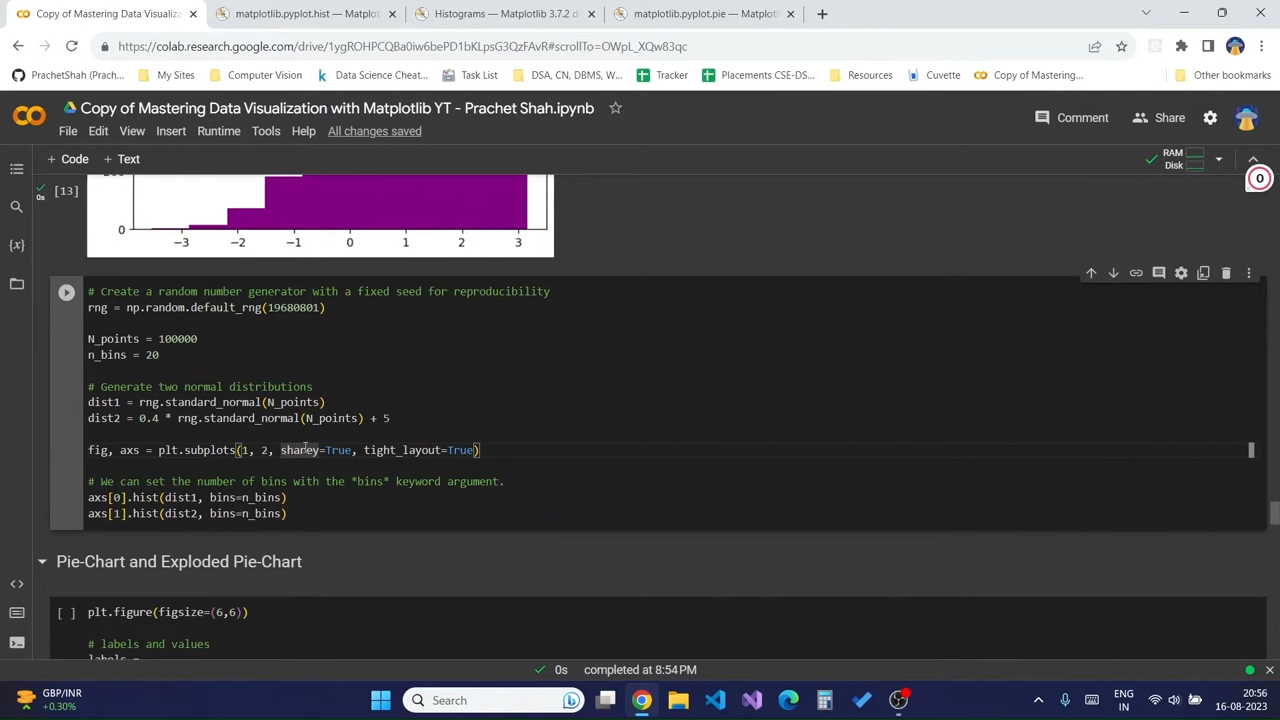 Copy of Mastering Data Visualiza
matplotlib.pyplot.hist — Matplotlib
Histograms — Matplotlib 3.7.2 d
matplotlib.pyplot.pie — Matplotl
https://colab.research.google.com/drive/1ygROHPCQBa0iw6bePD1bKLpsG3QzFAvR#scrollTo=OWpL_XQw83qc
PrachetShah (Prach...
My Sites
Computer Vision
Data Science Cheat...
Task List
DSA, CN, DBMS, W...
Tracker
Placements CSE-DS...
Resources
Cuvette
Copy of Mastering...
Other bookmarks
Copy of Mastering Data Visualization with Matplotlib YT - Prachet Shah.ipynb
File Edit View Insert Runtime Tools Help All changes saved
Comment
Share
+ Code + Text
RAM
Disk
[13]
0s
0
−3 −2 −1 0 1 2 3
# Create a random number generator with a fixed seed for reproducibility
rng = np.random.default_rng(19680801)
N_points = 100000
n_bins = 20
# Generate two normal distributions
dist1 = rng.standard_normal(N_points)
dist2 = 0.4 * rng.standard_normal(N_points) + 5
fig, axs = plt.subplots(1, 2, sharey=True, tight_layout=True)
# We can set the number of bins with the *bins* keyword argument.
axs[0].hist(dist1, bins=n_bins)
axs[1].hist(dist2, bins=n_bins)
Pie-Chart and Exploded Pie-Chart
[ ] plt.figure(figsize=(6,6))
# labels and values
labels =
0s completed at 8:54 PM
GBP/INR
+0.30%
Search
ENG
IN
20:56
16-08-2023